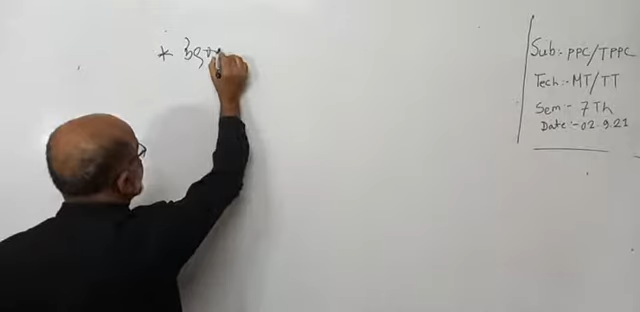 Sub:- PPC/TPPC
Tech:- MT/TT
Sem:- 7Th
Date:- 02.9.21